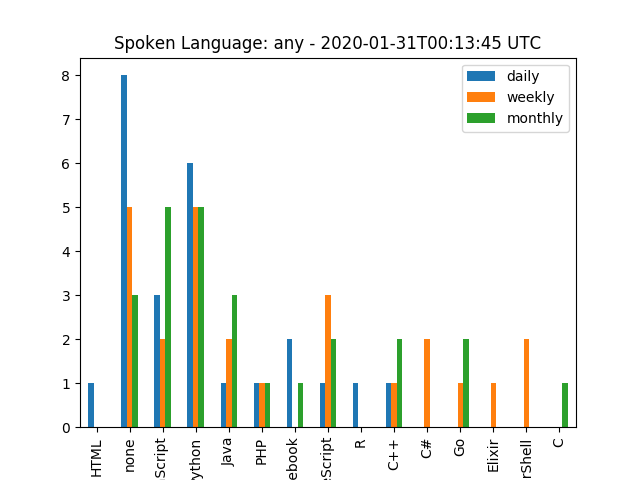 Spoken Language: any - 2020-01-31T00:13:45 UTC
daily
weekly
monthly
8
7
6
5
4
3
2
1
0
HTML
none
Script
ython
Java
PHP
ebook
eScript
R
C++
C#
Go
Elixir
rShell
C